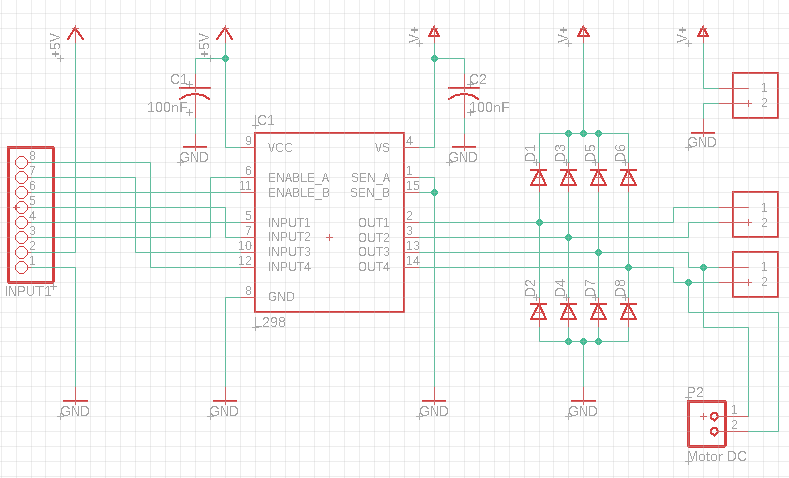 +5V
+5V
V+
V+
V+
C1
100nF
C2
100nF
1
2
GND
GND
GND
IC1
9 VCC
VS 4
D1
D3
D5
D6
8
7
6
5
4
3
2
1
INPUT1
6 ENABLE_A
SEN_A 1
11 ENABLE_B
SEN_B 15
5 INPUT1
OUT1 2
7 INPUT2
OUT2 3
10 INPUT3
OUT3 13
12 INPUT4
OUT4 14
8 GND
L298
1
2
1
2
D2
D4
D7
D8
GND
GND
GND
GND
P2
1
2
Motor DC